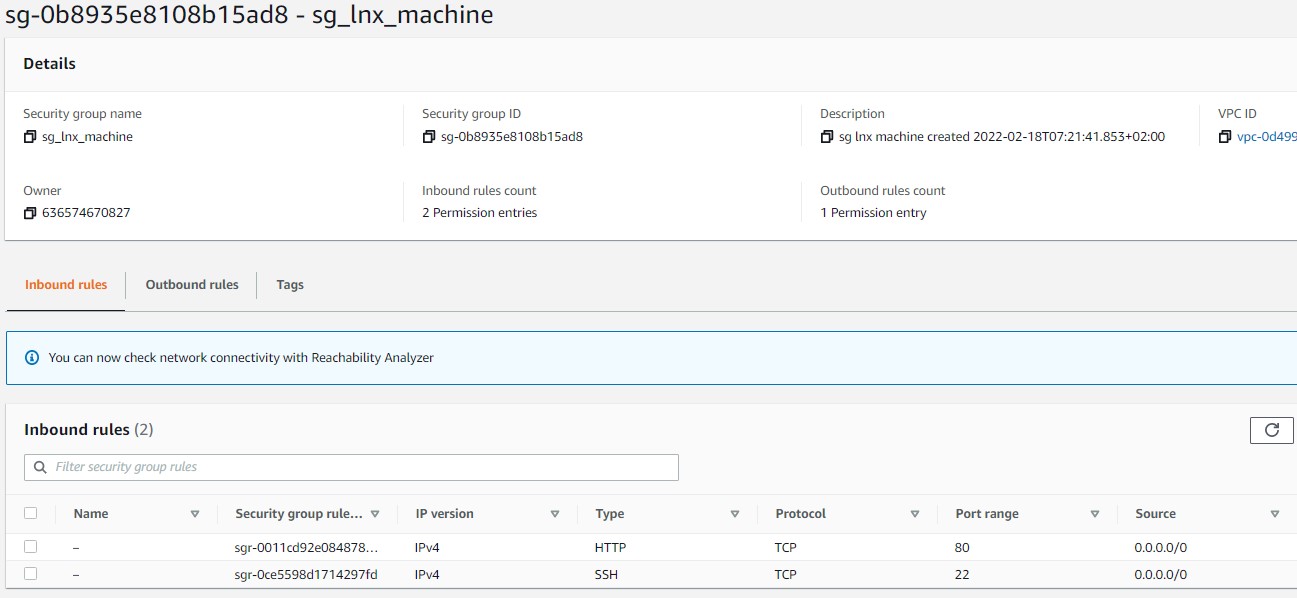 sg-0b8935e8108b15ad8 - sg_lnx_machine
Details
Security group name Security group ID Description VPC ID
sg_lnx_machine sg-0b8935e8108b15ad8 sg lnx machine created 2022-02-18T07:21:41.853+02:00 vpc-0d499
Owner Inbound rules count Outbound rules count
636574670827 2 Permission entries 1 Permission entry
Inbound rules Outbound rules Tags
You can now check network connectivity with Reachability Analyzer
Inbound rules (2)
Filter security group rules
Name Security group rule... IP version Type Protocol Port range Source
– sgr-0011cd92e084878... IPv4 HTTP TCP 80 0.0.0.0/0
– sgr-0ce5598d1714297fd IPv4 SSH TCP 22 0.0.0.0/0